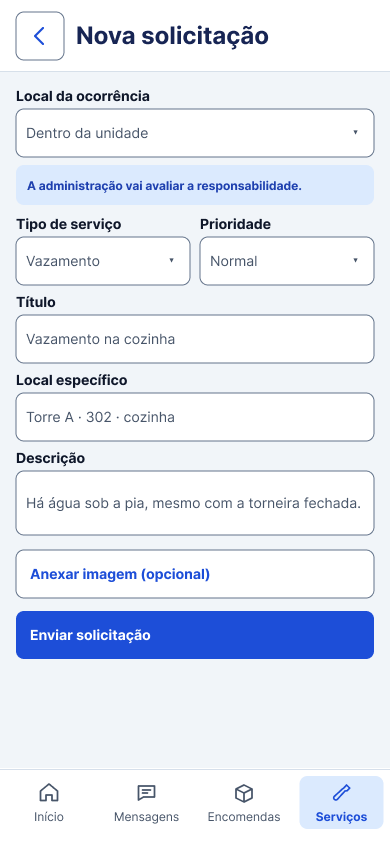 Nova solicitação
Local da ocorrência
Dentro da unidade
A administração vai avaliar a responsabilidade.
Tipo de serviço
Prioridade
Vazamento
Normal
Título
Vazamento na cozinha
Local específico
Torre A · 302 · cozinha
Descrição
Há água sob a pia, mesmo com a torneira fechada.
Anexar imagem (opcional)
Enviar solicitação
Início
Mensagens
Encomendas
Serviços